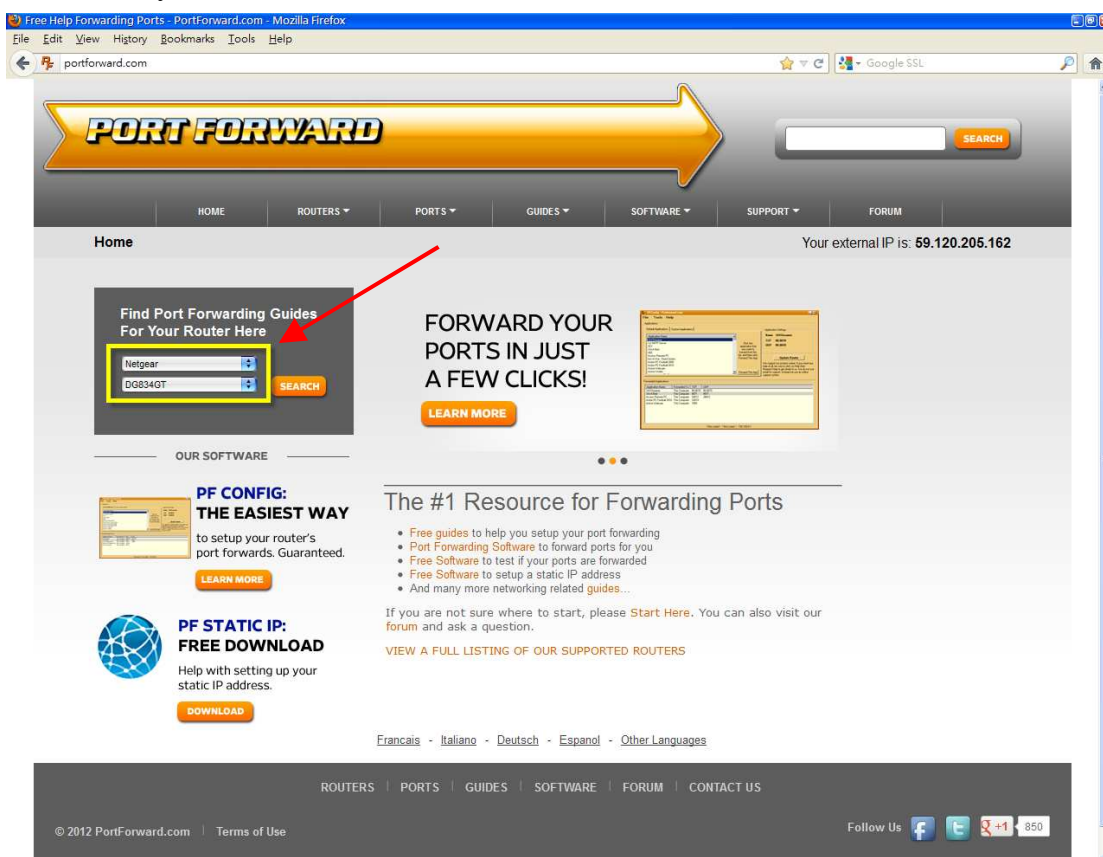 Free Help Forwarding Ports - PortForward.com - Mozilla Firefox
File Edit View History Bookmarks Tools Help
portforward.com
Google SSL
PORT FORWARD
SEARCH
HOME ROUTERS PORTS GUIDES SOFTWARE SUPPORT FORUM
Home
Your external IP is: 59.120.205.162
Find Port Forwarding Guides
For Your Router Here
Netgear
DG834GT
SEARCH
FORWARD YOUR
PORTS IN JUST
A FEW CLICKS!
LEARN MORE
OUR SOFTWARE
PF CONFIG:
THE EASIEST WAY
to setup your router's
port forwards. Guaranteed.
LEARN MORE
PF STATIC IP:
FREE DOWNLOAD
Help with setting up your
static IP address.
DOWNLOAD
The #1 Resource for Forwarding Ports
Free guides to help you setup your port forwarding
Port Forwarding Software to forward ports for you
Free Software to test if your ports are forwarded
Free Software to setup a static IP address
And many more networking related guides...
If you are not sure where to start, please Start Here. You can also visit our
forum and ask a question.
VIEW A FULL LISTING OF OUR SUPPORTED ROUTERS
Francais - Italiano - Deutsch - Espanol - Other Languages
ROUTERS | PORTS | GUIDES | SOFTWARE | FORUM | CONTACT US
© 2012 PortForward.com | Terms of Use
Follow Us
+1 850